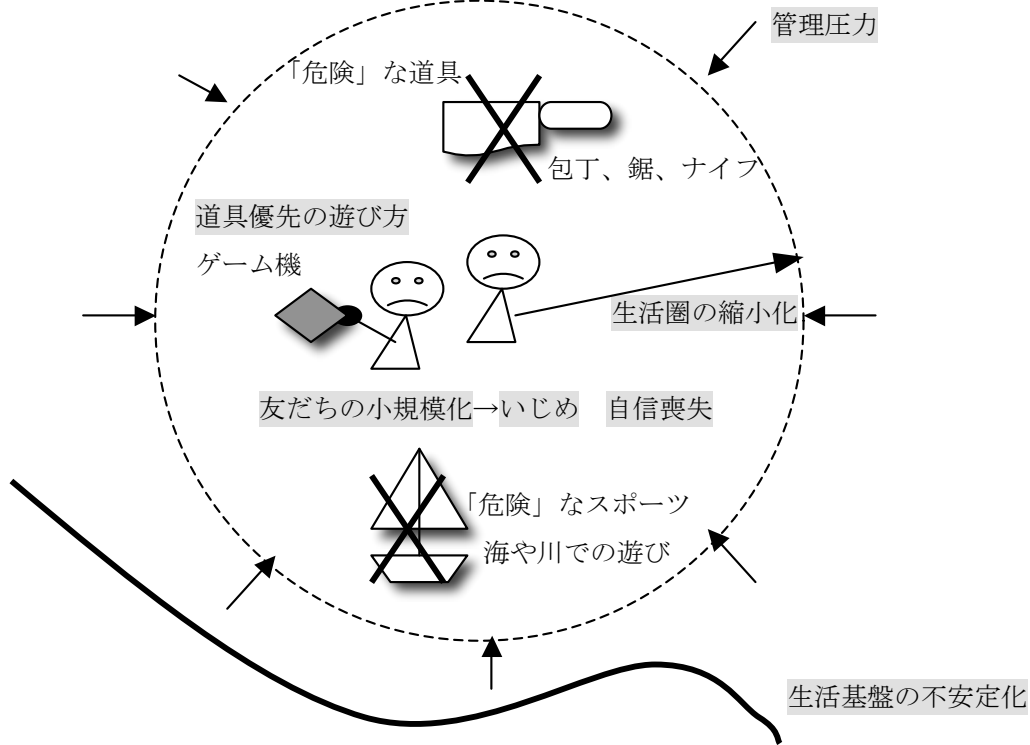 管理圧力
「危険」な道具
包丁、鋸、ナイフ
道具優先の遊び方
ゲーム機
生活圏の縮小化
友だちの小規模化→いじめ　自信喪失
「危険」なスポーツ
海や川での遊び
生活基盤の不安定化